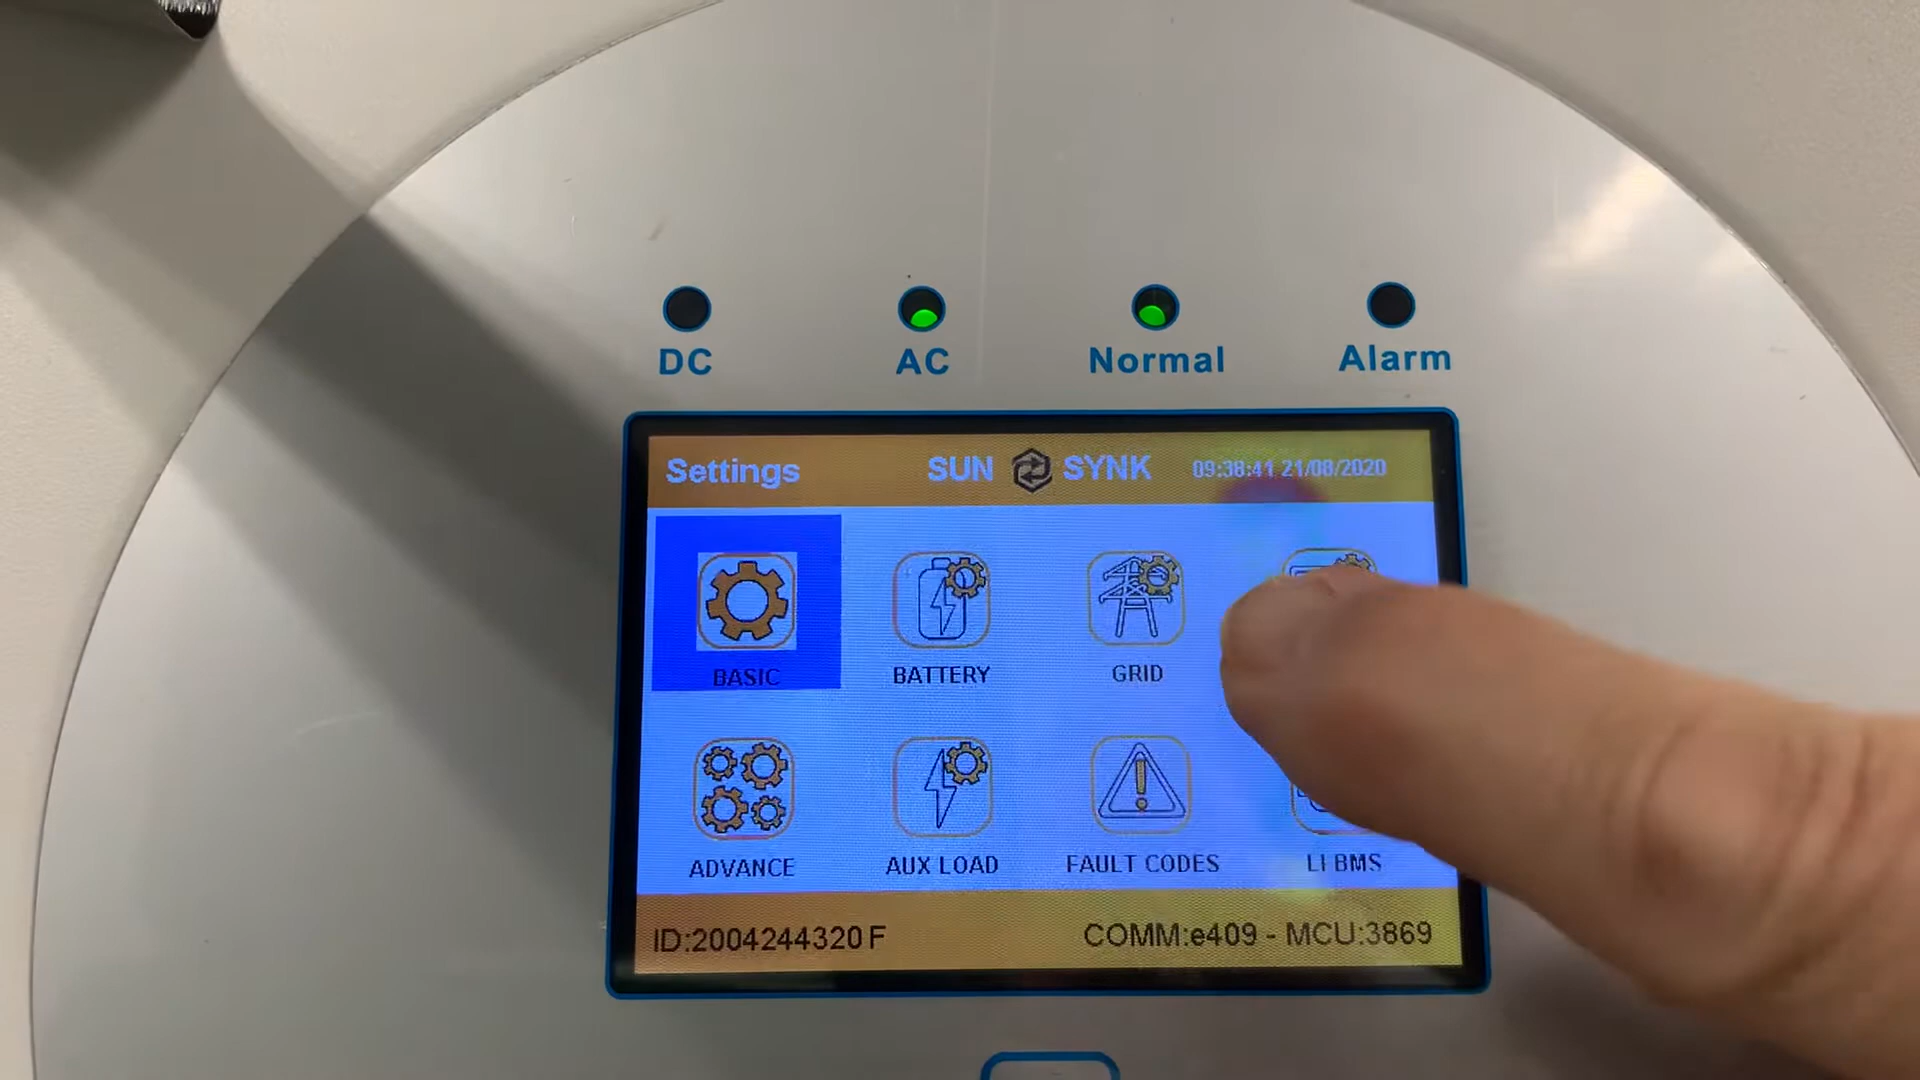 DC AC Normal Alarm
Settings SUN SYNK 09:38:41 21/08/2020
BASIC BATTERY GRID
ADVANCE AUX LOAD FAULT CODES LI BMS
ID:2004244320F COMM:e409 - MCU:3869